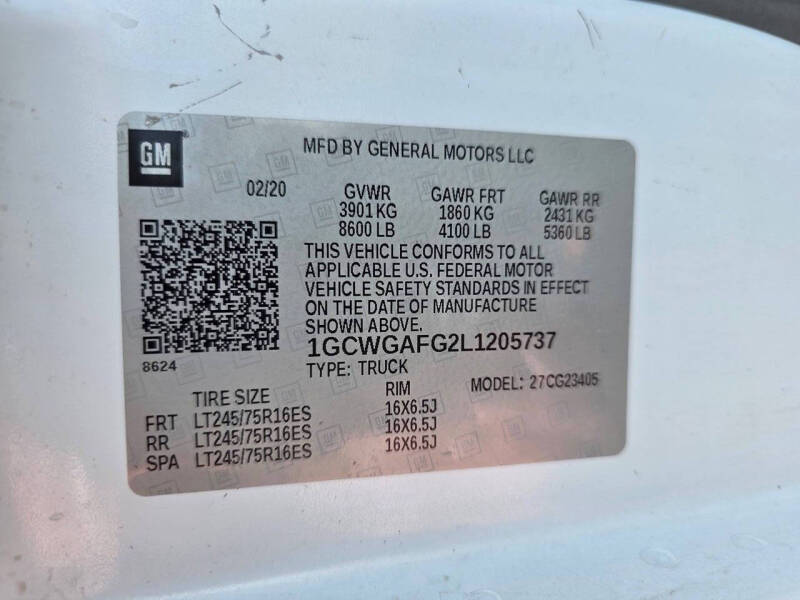 GM
MFD BY GENERAL MOTORS LLC
02/20 GVWR GAWR FRT GAWR RR
3901 KG 1860 KG 2431 KG
8600 LB 4100 LB 5360 LB
THIS VEHICLE CONFORMS TO ALL
APPLICABLE U.S. FEDERAL MOTOR
VEHICLE SAFETY STANDARDS IN EFFECT
ON THE DATE OF MANUFACTURE
SHOWN ABOVE.
1GCWGAFG2L1205737
8624
TYPE: TRUCK MODEL: 27CG23405
TIRE SIZE RIM
FRT LT245/75R16ES 16X6.5J
RR LT245/75R16ES 16X6.5J
SPA LT245/75R16ES 16X6.5J